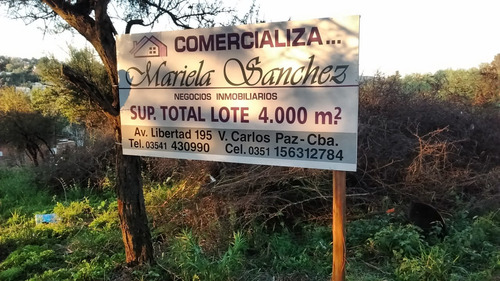 COMERCIALIZA...
Mariela Sanchez
NEGOCIOS INMOBILIARIOS
SUP. TOTAL LOTE 4.000 m²
Av. Libertad 195 V. Carlos Paz-Cba.
Tel. 03541 430990 Cel. 0351 156312784